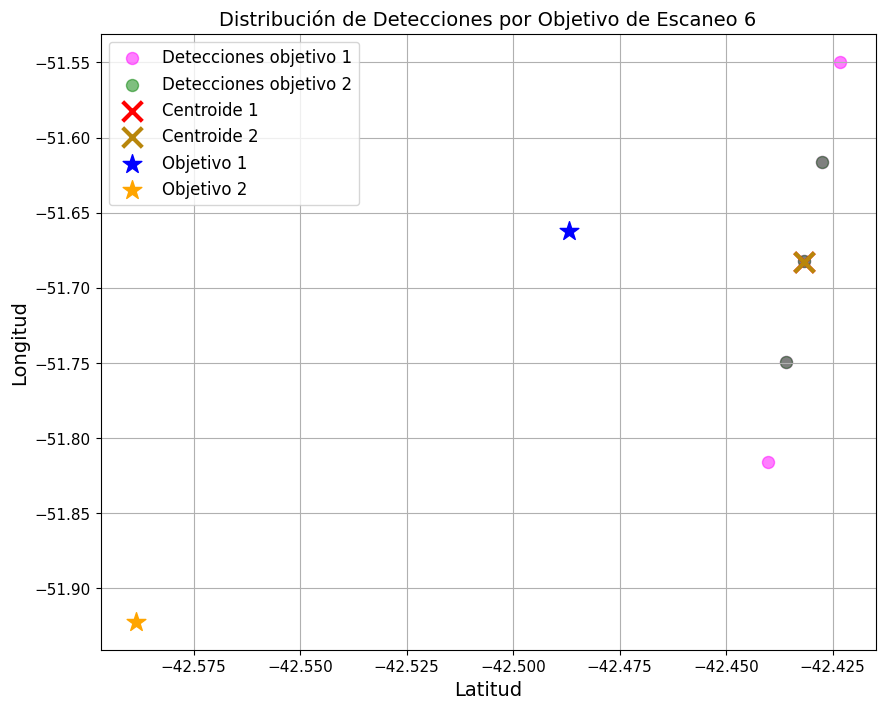 Distribución de Detecciones por Objetivo de Escaneo 6
Detecciones objetivo 1
Detecciones objetivo 2
Centroide 1
Centroide 2
Objetivo 1
Objetivo 2
Longitud
−51.55
−51.60
−51.65
−51.70
−51.75
−51.80
−51.85
−51.90
−42.575 −42.550 −42.525 −42.500 −42.475 −42.450 −42.425
Latitud